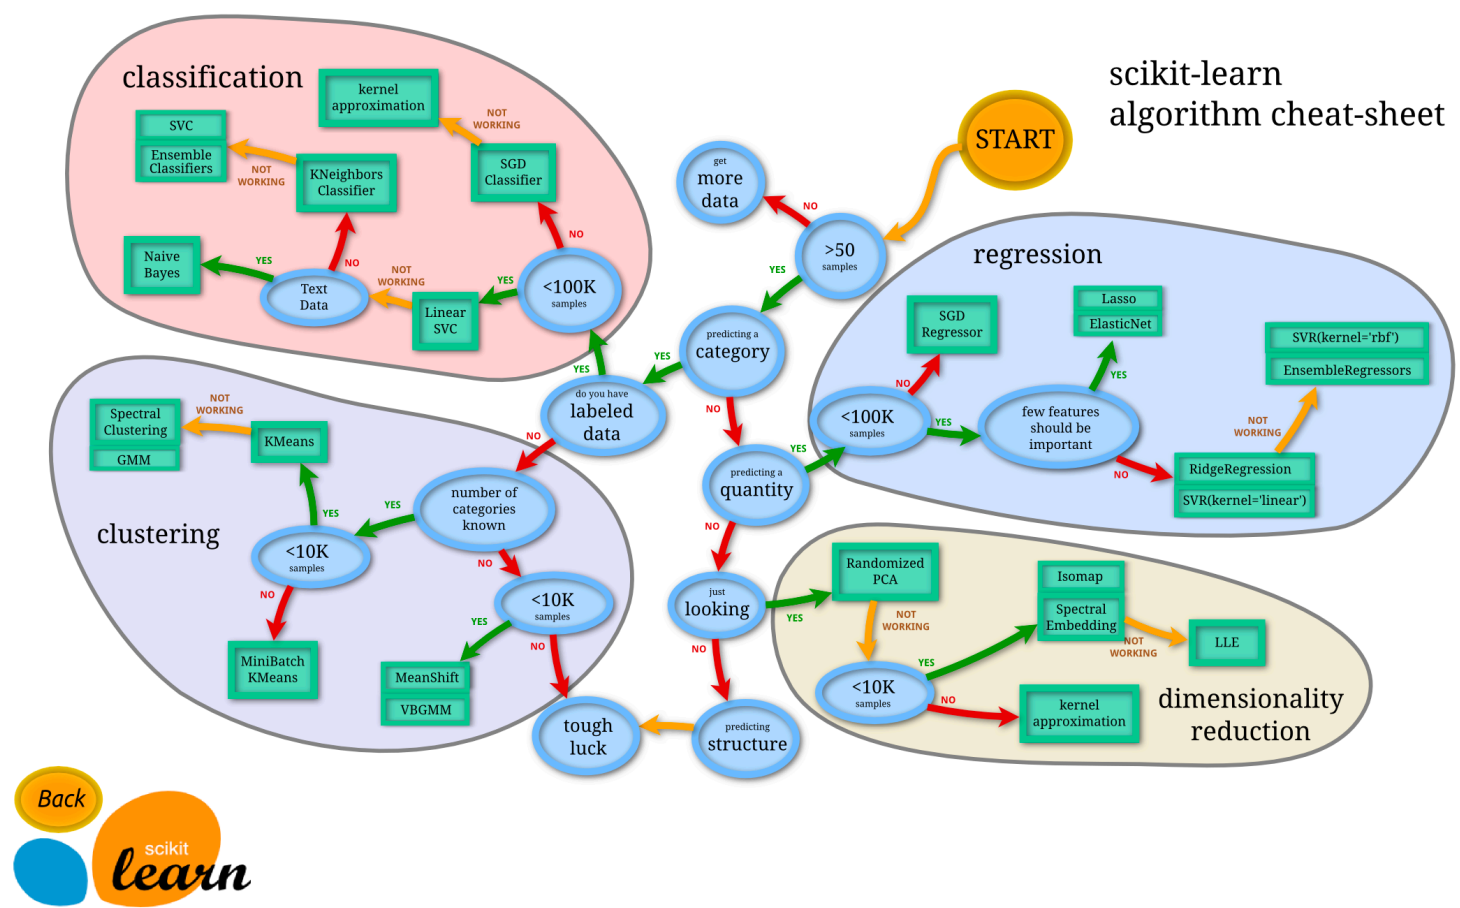 scikit-learn
algorithm cheat-sheet
START
get
more
data
NO
>50
samples
YES
predicting a
category
YES
NO
do you have
labeled
data
YES
NO
predicting a
quantity
YES
NO
just
looking
YES
NO
predicting
structure
tough
luck
classification
kernel
approximation
NOT
WORKING
SGD
Classifier
NO
<100K
samples
YES
Linear
SVC
NOT
WORKING
Text
Data
YES
NO
Naive
Bayes
KNeighbors
Classifier
NOT
WORKING
SVC
Ensemble
Classifiers
regression
SGD
Regressor
NO
<100K
samples
YES
few features
should be
important
YES
NO
Lasso
ElasticNet
SVR(kernel='rbf')
EnsembleRegressors
NOT
WORKING
RidgeRegression
SVR(kernel='linear')
clustering
Spectral
Clustering
GMM
NOT
WORKING
KMeans
YES
<10K
samples
NO
MiniBatch
KMeans
YES
number of
categories
known
NO
<10K
samples
YES
NO
MeanShift
VBGMM
dimensionality
reduction
Randomized
PCA
NOT
WORKING
<10K
samples
YES
NO
Isomap
Spectral
Embedding
NOT
WORKING
LLE
kernel
approximation
Back
scikit
learn